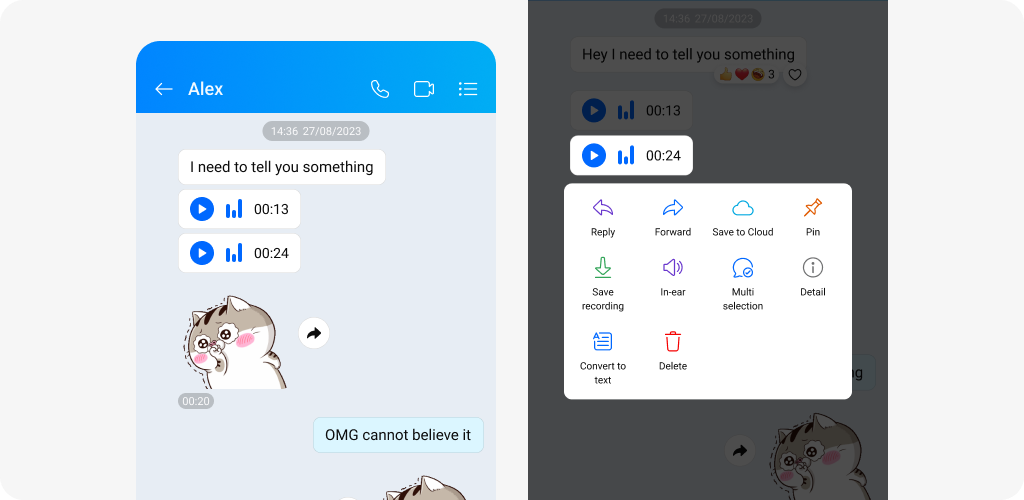 Alex
14:36 27/08/2023
I need to tell you something
00:13
00:24
00:20
OMG cannot believe it
14:36 27/08/2023
Hey I need to tell you something
3
00:13
00:24
Reply
Forward
Save to Cloud
Pin
Save
recording
In-ear
Multi
selection
Detail
Convert to
text
Delete
ng